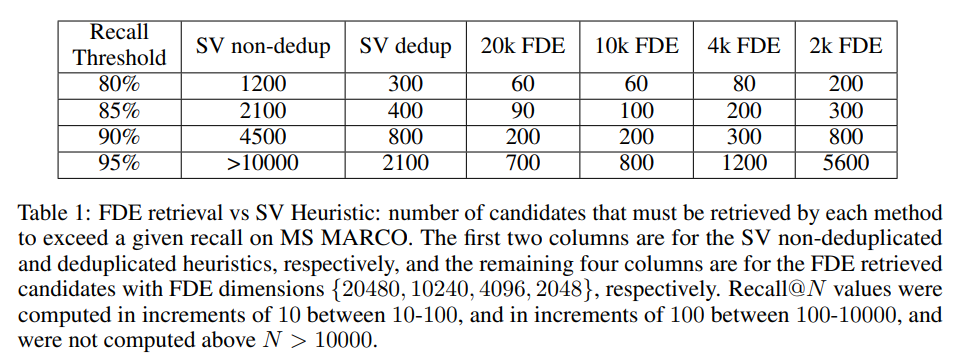 Recall Threshold | SV non-dedup | SV dedup | 20k FDE | 10k FDE | 4k FDE | 2k FDE
80% | 1200 | 300 | 60 | 60 | 80 | 200
85% | 2100 | 400 | 90 | 100 | 200 | 300
90% | 4500 | 800 | 200 | 200 | 300 | 800
95% | >10000 | 2100 | 700 | 800 | 1200 | 5600
Table 1: FDE retrieval vs SV Heuristic: number of candidates that must be retrieved by each method
to exceed a given recall on MS MARCO. The first two columns are for the SV non-deduplicated
and deduplicated heuristics, respectively, and the remaining four columns are for the FDE retrieved
candidates with FDE dimensions {20480, 10240, 4096, 2048}, respectively. Recall@N values were
computed in increments of 10 between 10-100, and in increments of 100 between 100-10000, and
were not computed above N > 10000.